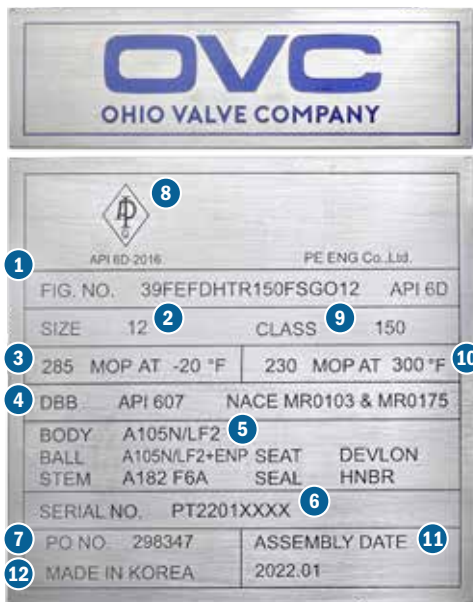 OVC
OHIO VALVE COMPANY
8
API 6D-2016 PE ENG Co.,Ltd.
1
FIG. NO. 39FEFDHTR150FSGO12 API 6D
SIZE 12 2 CLASS 9 150
3 285 MOP AT -20 °F 230 MOP AT 300 °F 10
4 DBB API 607 NACE MR0103 & MR0175
BODY A105N/LF2 5
BALL A105N/LF2+ENP SEAT DEVLON
STEM A182 F6A SEAL HNBR
SERIAL NO. PT2201XXXX 6
7 PO NO 298347 ASSEMBLY DATE 11
12 MADE IN KOREA 2022.01